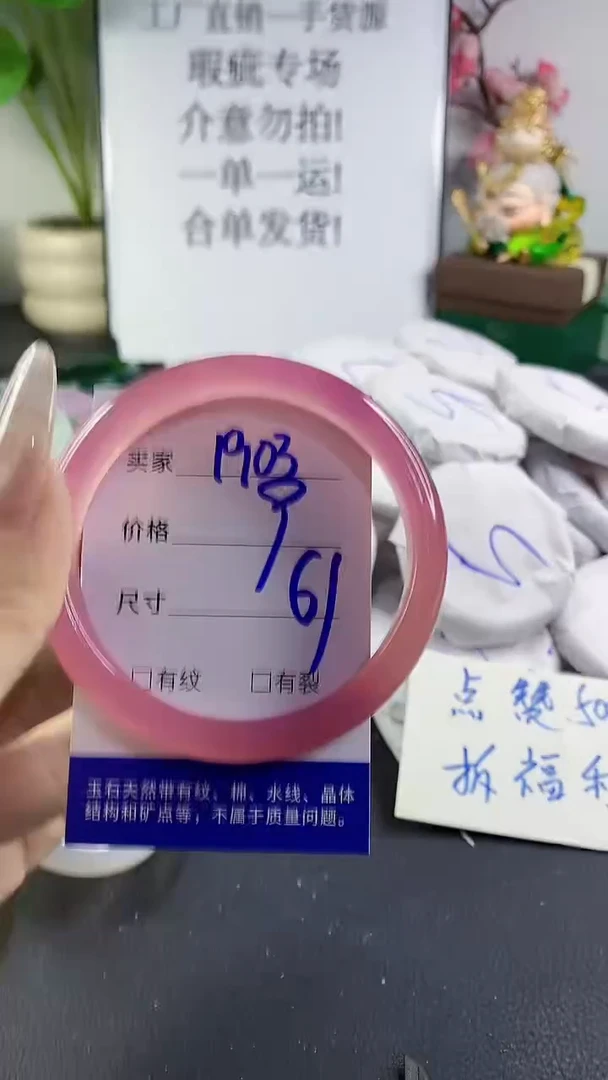 工厂直销一手货源
瑕疵专场
介意勿拍!
一单一运!
合单发货!
卖家 1903
价格
尺寸 61
□有纹 □有裂
玉石天然带有纹、棉、水线、晶体
结构和矿点等，不属于质量问题。
点赞50
拆福利